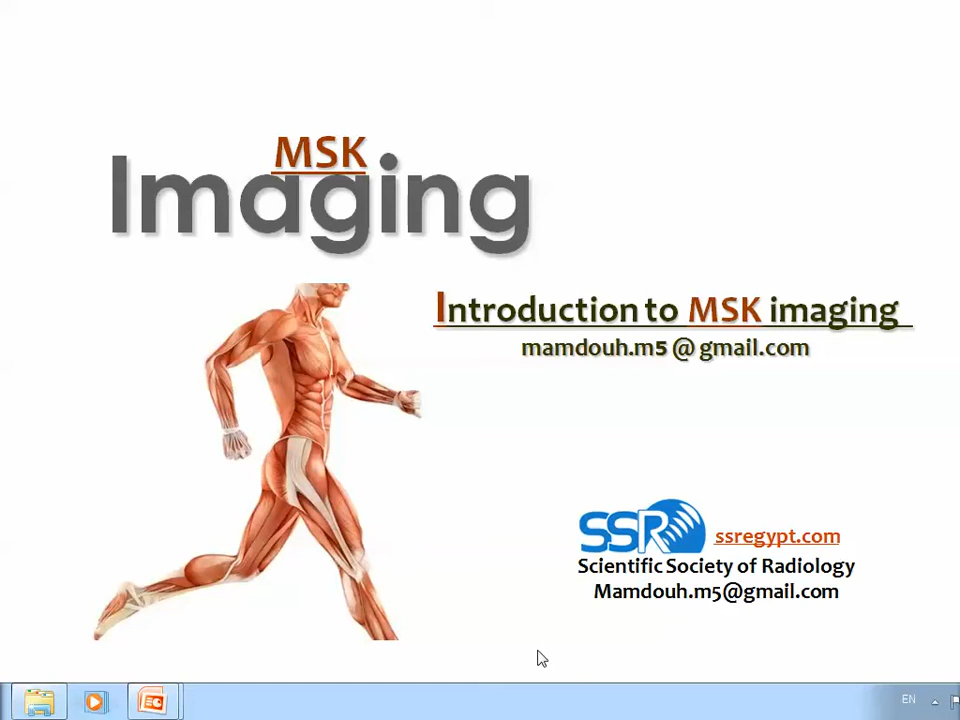 MSK
Imaging
Introduction to MSK imaging
mamdouh.m5 @ gmail.com
SSR ssregypt.com
Scientific Society of Radiology
Mamdouh.m5@gmail.com
EN